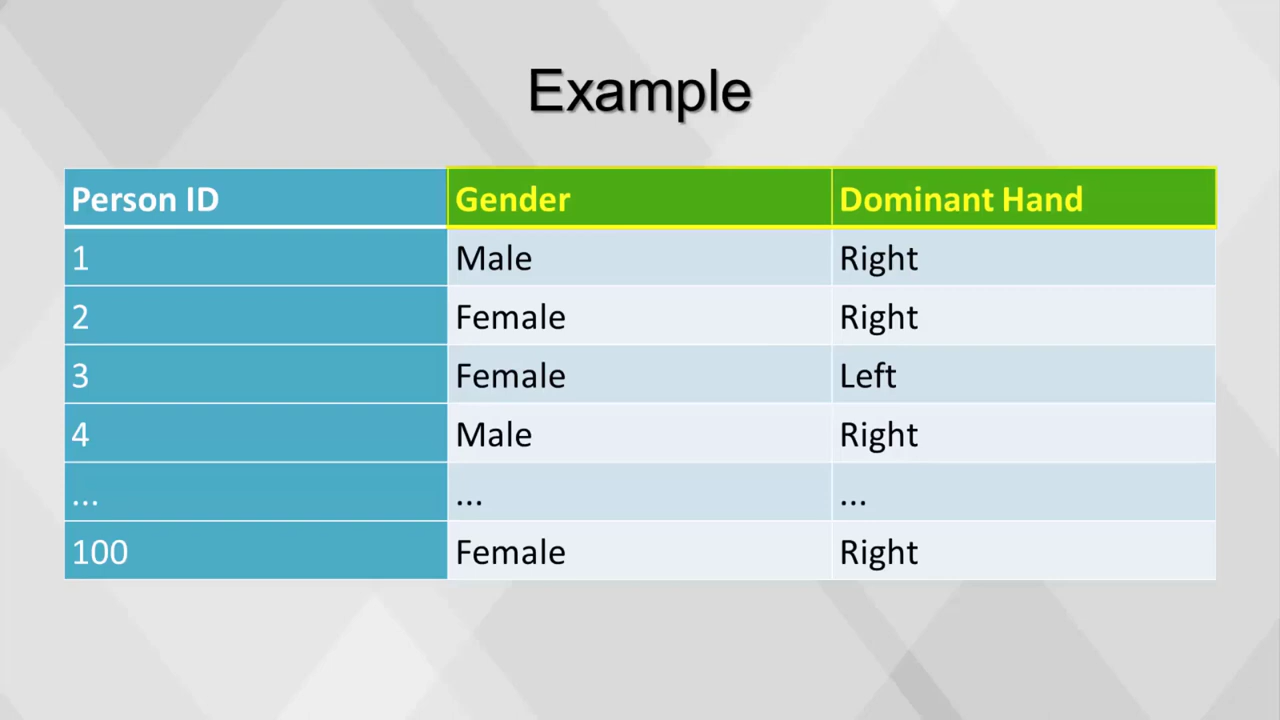 Example
Person ID Gender Dominant Hand
1 Male Right
2 Female Right
3 Female Left
4 Male Right
... ... ...
100 Female Right